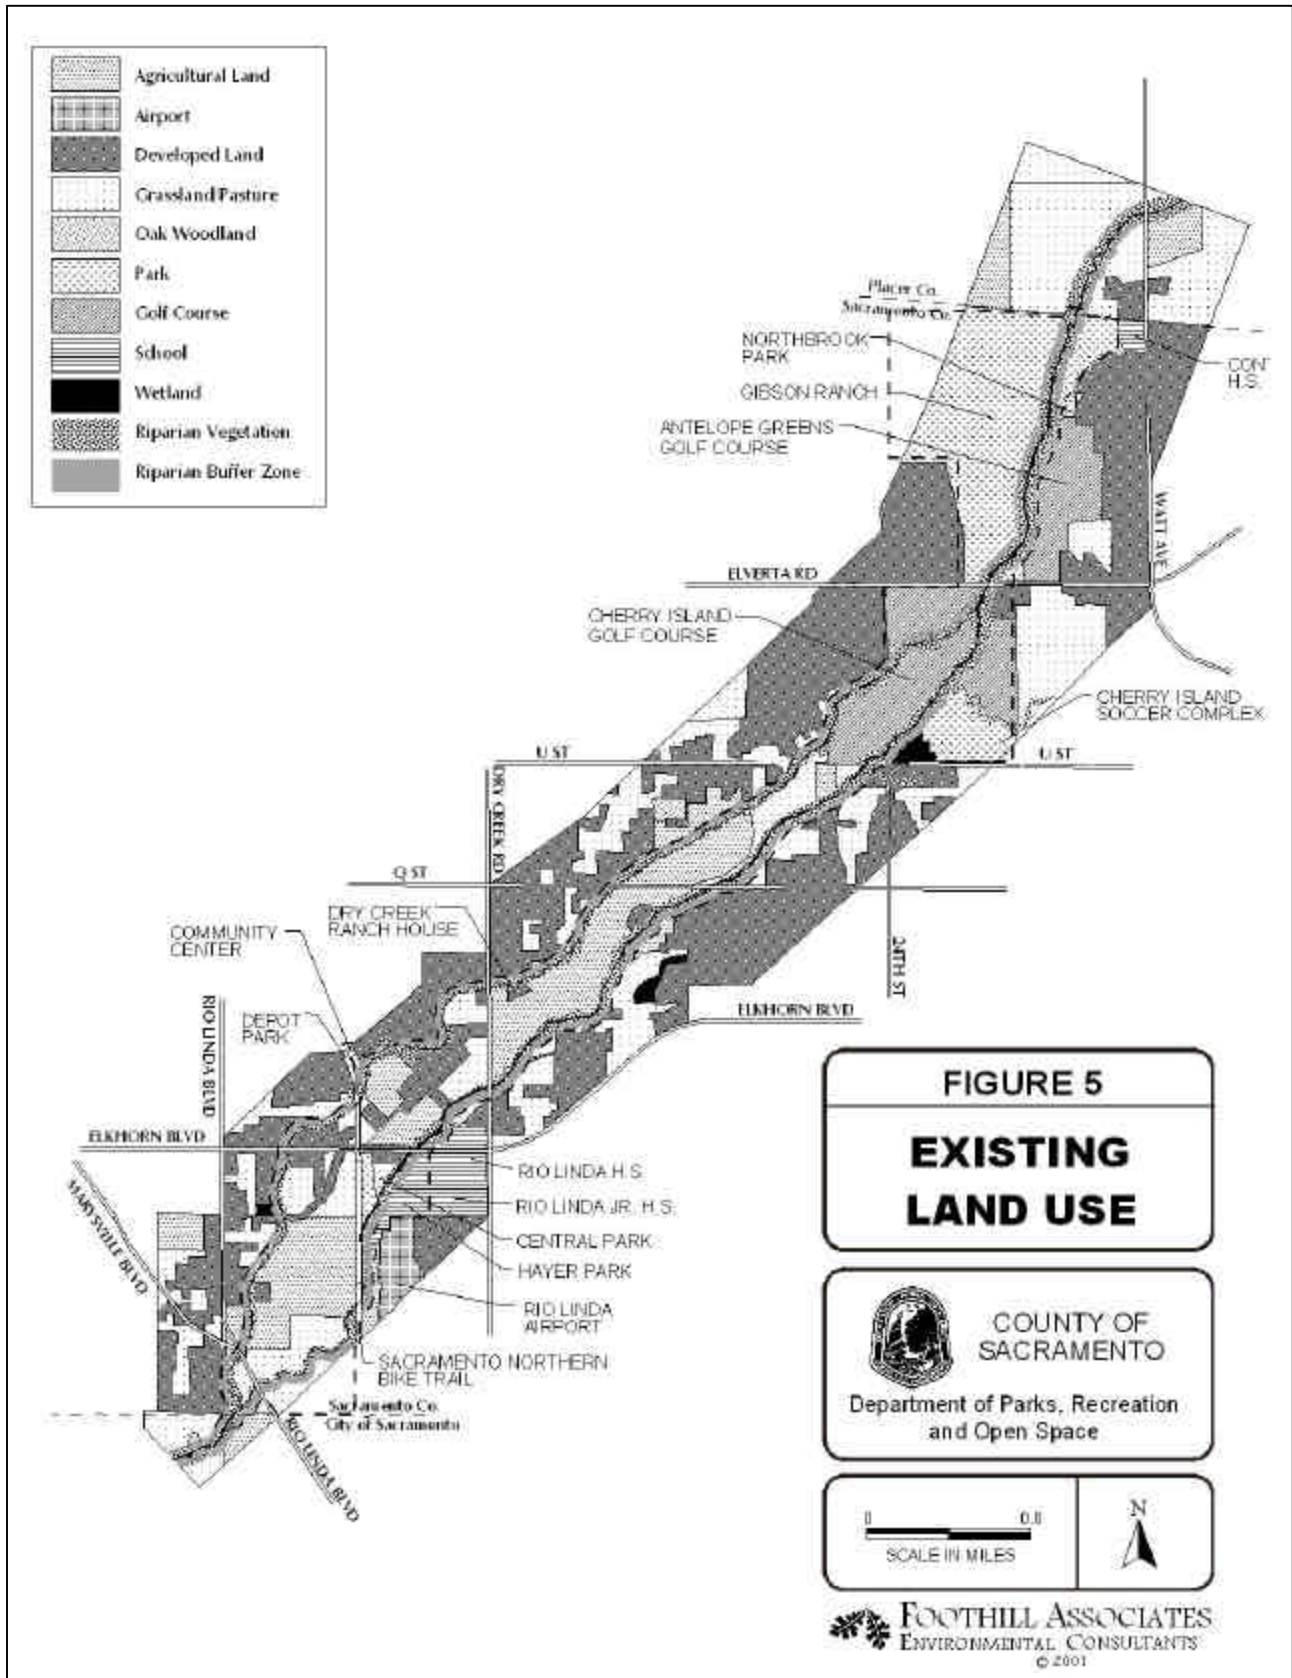 Agricultural Land
Airport
Developed Land
Grassland Pasture
Oak Woodland
Park
Golf Course
School
Wetland
Riparian Vegetation
Riparian Buffer Zone
Placer Co.
Sacramento Co.
NORTHBROOK
PARK
CON
H.S.
GIBSON RANCH
ANTELOPE GREENS
GOLF COURSE
WATT AVE
ELVERTA RD
CHERRY ISLAND
GOLF COURSE
CHERRY ISLAND
SOCCER COMPLEX
U ST
U ST
DRY CREEK RD
Q ST
DRY CREEK
RANCH HOUSE
COMMUNITY
CENTER
24TH ST
RIO LINDA BLVD
DEPOT
PARK
ELKHORN BLVD
ELKHORN BLVD
MARYSVILLE BLVD
RIO LINDA H.S.
RIO LINDA JR. H.S.
CENTRAL PARK
HAYER PARK
RIO LINDA
AIRPORT
SACRAMENTO NORTHERN
BIKE TRAIL
Sacramento Co.
City of Sacramento
RIO LINDA BLVD
FIGURE 5
EXISTING
LAND USE
COUNTY OF
SACRAMENTO
Department of Parks, Recreation
and Open Space
0
SCALE IN MILES
N
FOOTHILL ASSOCIATES
ENVIRONMENTAL CONSULTANTS
© 2001